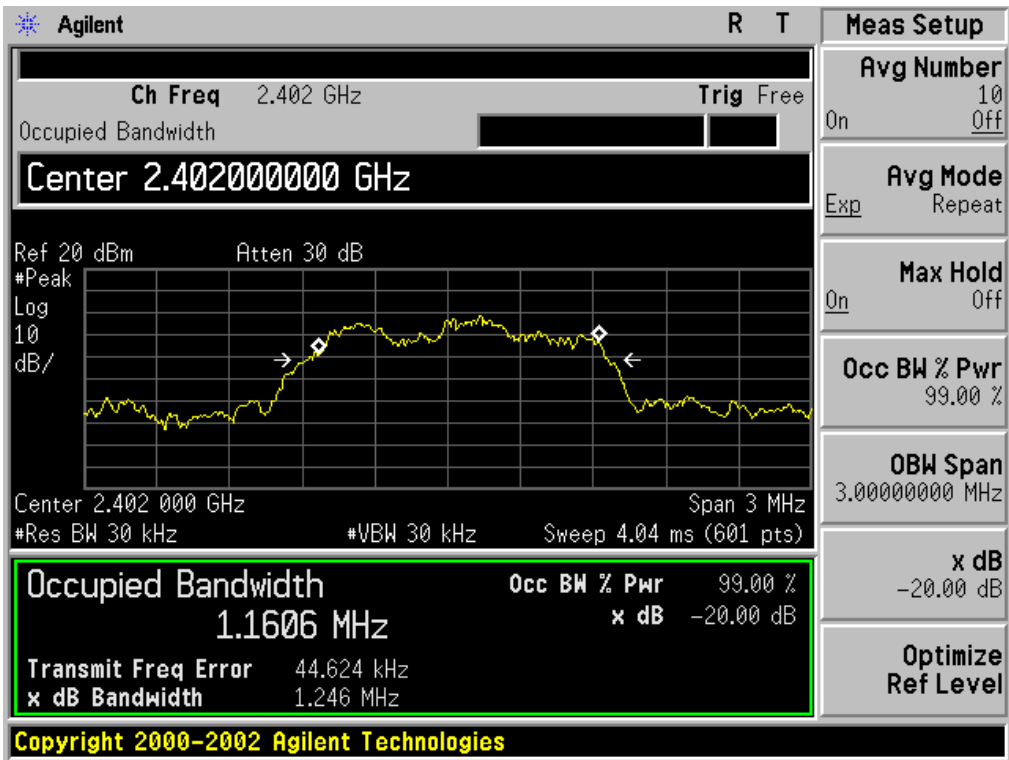 Agilent R T
Ch Freq 2.402 GHz Trig Free
Occupied Bandwidth
Center 2.402000000 GHz
Ref 20 dBm Atten 30 dB
#Peak
Log
10
dB/
Center 2.402 000 GHz Span 3 MHz
#Res BW 30 kHz #VBW 30 kHz Sweep 4.04 ms (601 pts)
Occupied Bandwidth Occ BW % Pwr 99.00 %
1.1606 MHz x dB -20.00 dB
Transmit Freq Error 44.624 kHz
x dB Bandwidth 1.246 MHz
Copyright 2000-2002 Agilent Technologies
Meas Setup
Avg Number
10
On Off
Avg Mode
Exp Repeat
Max Hold
On Off
Occ BW % Pwr
99.00 %
OBW Span
3.00000000 MHz
x dB
-20.00 dB
Optimize
Ref Level